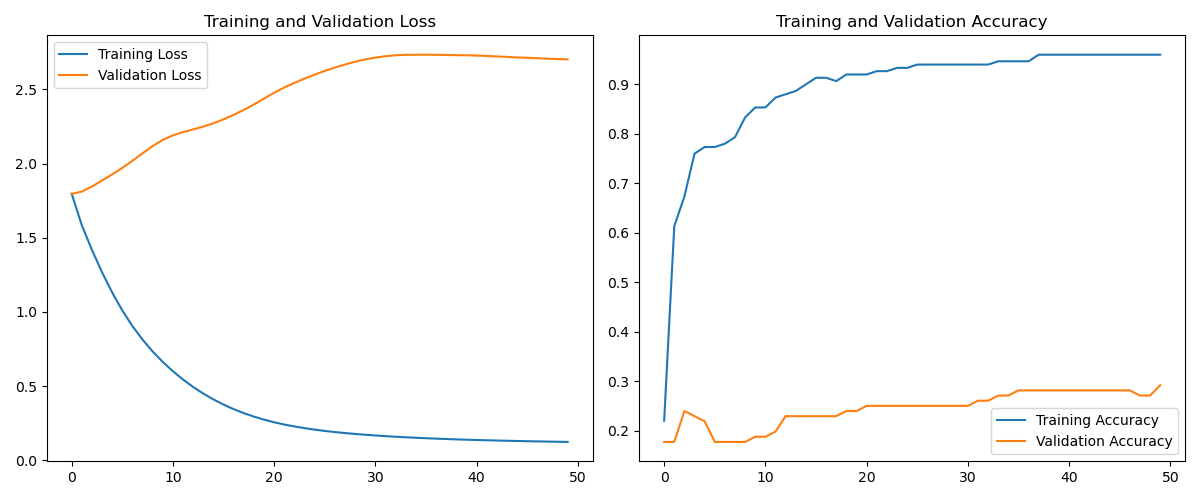 Training and Validation Loss
Training Loss
Validation Loss
2.5
2.0
1.5
1.0
0.5
0.0
0 10 20 30 40 50
Training and Validation Accuracy
0.9
0.8
0.7
0.6
0.5
0.4
0.3
0.2
Training Accuracy
Validation Accuracy
0 10 20 30 40 50